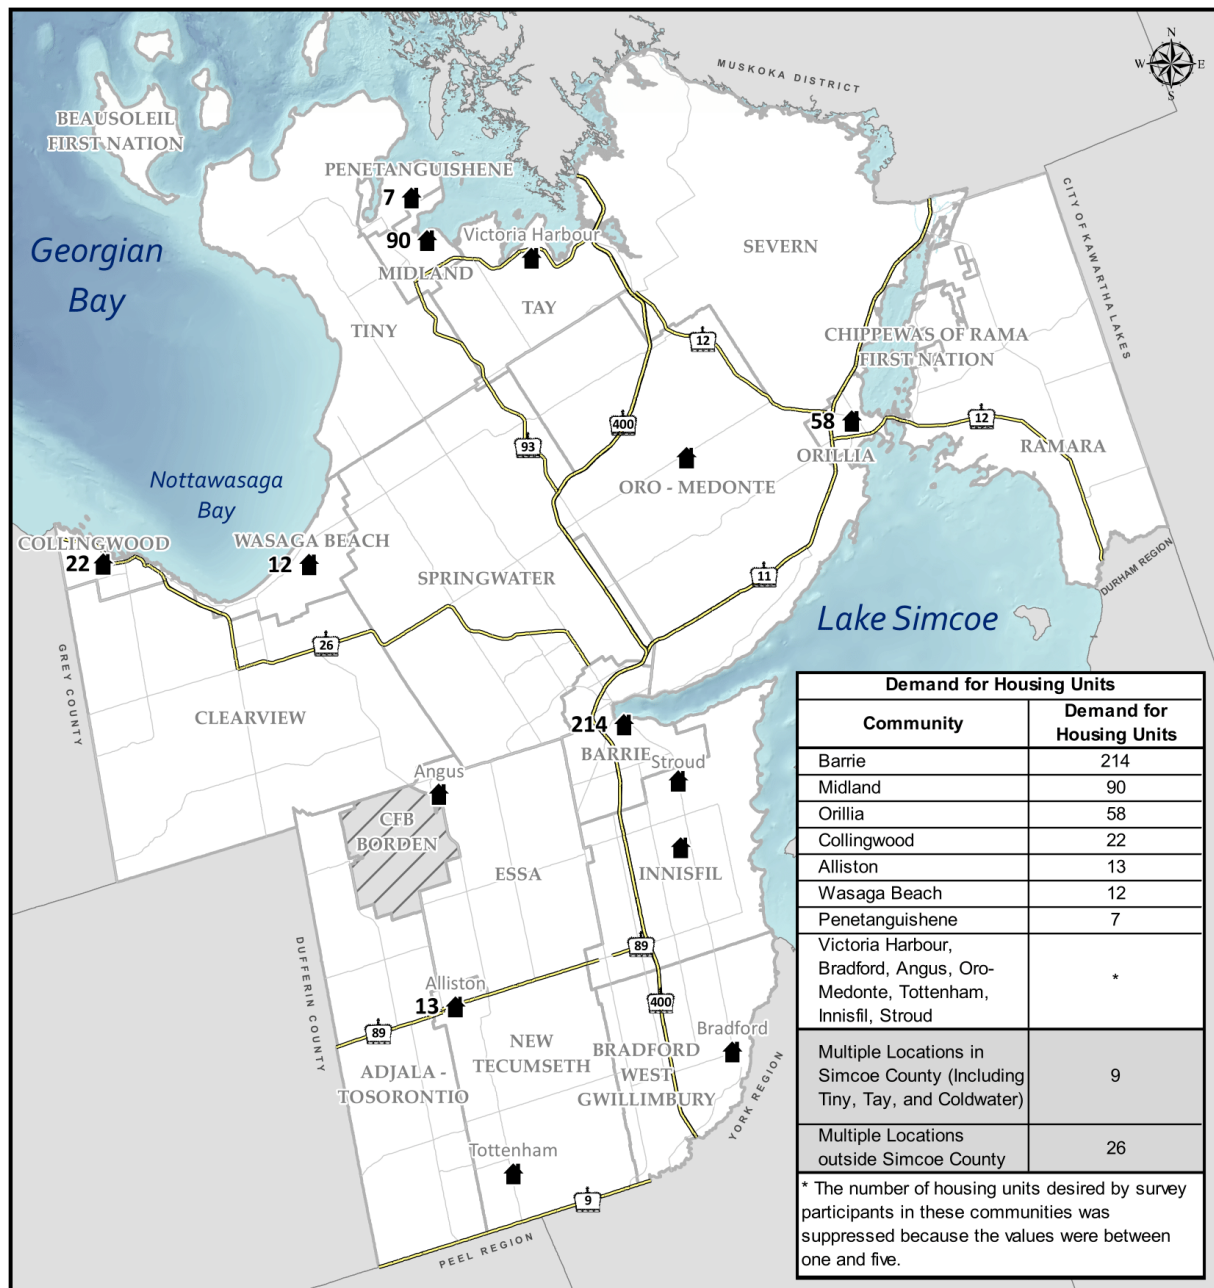 MUSKOKA DISTRICT
N
W
E
S
BEAUSOLEIL
FIRST NATION
PENETANGUISHENE
7
CITY OF KAWARTHA LAKES
90
Victoria Harbour
Georgian
Bay
SEVERN
MIDLAND
TAY
TINY
CHIPPEWAS OF RAMA
FIRST NATION
12
400
58
12
93
ORILLIA
RAMARA
Nottawasaga
Bay
ORO - MEDONTE
COLLINGWOOD
22
WASAGA BEACH
12
SPRINGWATER
11
DURHAM REGION
Lake Simcoe
26
GREY COUNTY
CLEARVIEW
214
BARRIE
Stroud
Angus
CFB
BORDEN
ESSA
INNISFIL
DUFFERIN COUNTY
89
Alliston
13
400
89
Bradford
NEW
TECUMSETH
BRADFORD
WEST
GWILLIMBURY
ADJALA -
TOSORONTIO
YORK REGION
Tottenham
9
PEEL REGION
Demand for Housing Units
Community
Demand for
Housing Units
Barrie 214
Midland 90
Orillia 58
Collingwood 22
Alliston 13
Wasaga Beach 12
Penetanguishene 7
Victoria Harbour,
Bradford, Angus, Oro-
Medonte, Tottenham,
Innisfil, Stroud
*
Multiple Locations in
Simcoe County (Including
Tiny, Tay, and Coldwater)
9
Multiple Locations
outside Simcoe County
26
* The number of housing units desired by survey
participants in these communities was
suppressed because the values were between
one and five.